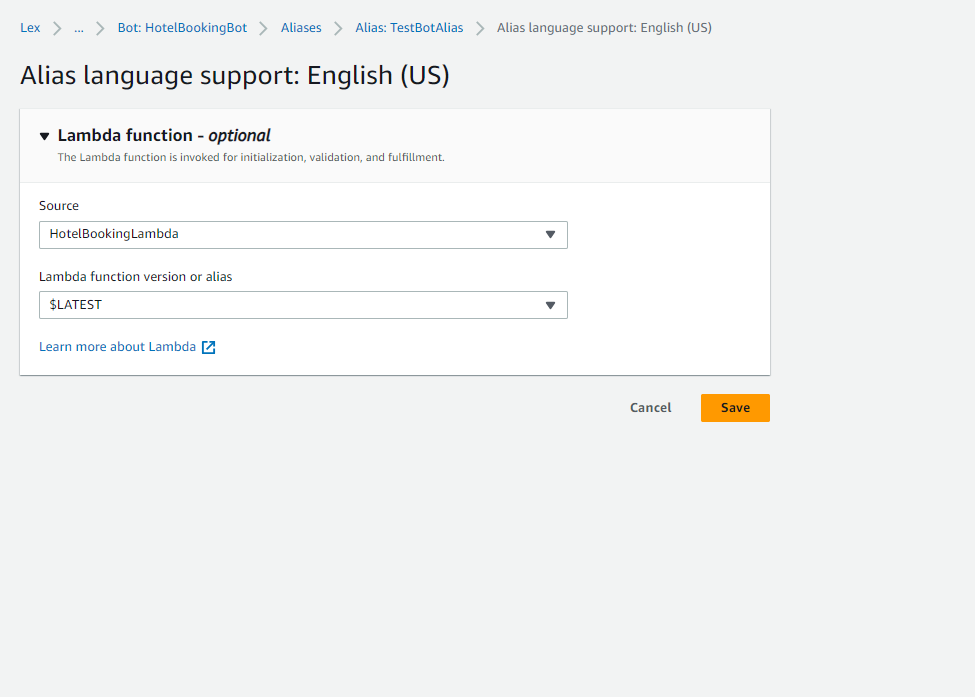 Lex ... Bot: HotelBookingBot Aliases Alias: TestBotAlias Alias language support: English (US)
Alias language support: English (US)
Lambda function - optional
The Lambda function is invoked for initialization, validation, and fulfillment.
Source
HotelBookingLambda
Lambda function version or alias
$LATEST
Learn more about Lambda
Cancel Save